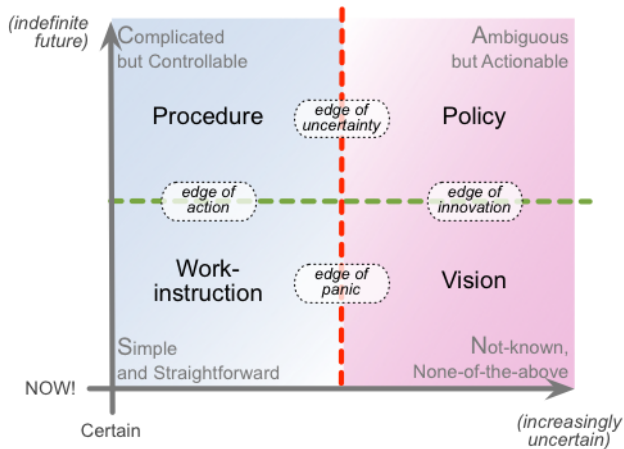 (indefinite
future)
Complicated
but Controllable
Ambiguous
but Actionable
Procedure
edge of
uncertainty
Policy
edge of
action
edge of
innovation
Work-
instruction
edge of
panic
Vision
Simple
and Straightforward
Not-known,
None-of-the-above
NOW!
Certain
(increasingly
uncertain)